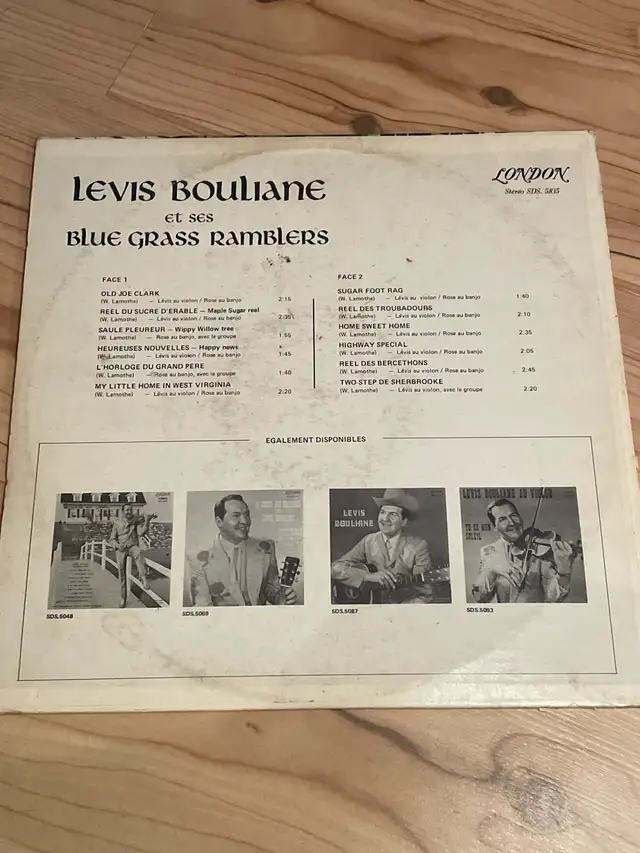 LEVIS BOULIANE
ET SES
BLUE GRASS RAMBLERS
LONDON
Stereo SDS. 5105
FACE 1
OLD JOE CLARK
(W. Lamothe) — Lévis au violon / Rose au banjo 2:15
REEL DU SUCRE D'ERABLE — Maple Sugar reel
(W. Lamothe) — Lévis au violon / Rose au banjo 2:35
SAULE PLEUREUR — Wippy Willow tree
(W. Lamothe) — Rose au banjo, avec le groupe 1:55
HEUREUSES NOUVELLES — Happy news
(W. Lamothe) — Lévis au violon / Rose au banjo 1:45
L'HORLOGE DU GRAND PERE
(W. Lamothe) — Rose au banjo, avec le groupe 1:40
MY LITTLE HOME IN WEST VIRGINIA
(W. Lamothe) — Lévis au violon / Rose au banjo 2:20
FACE 2
SUGAR FOOT RAG
(W. Lamothe) — Lévis au violon / Rose au banjo 1:40
REEL DES TROUBADOURS
(W. Lamothe) — Lévis au violon / Rose au banjo 2:10
HOME SWEET HOME
(W. Lamothe) — Lévis au violon / Rose au banjo 2:35
HIGHWAY SPECIAL
(W. Lamothe) — Lévis au violon / Rose au banjo 2:05
REEL DES BERCETHONS
(W. Lamothe) — Lévis au violon / Rose au banjo 2:45
TWO-STEP DE SHERBROOKE
(W. Lamothe) — Lévis au violon, avec le groupe 2:20
EGALEMENT DISPONIBLES
LEVIS
BOULIANE
LEVIS BOULIANE AU VIOLON
TU ES MON
SOLEIL
SDS.5048
SDS.5069
SDS.5087
SDS.5093